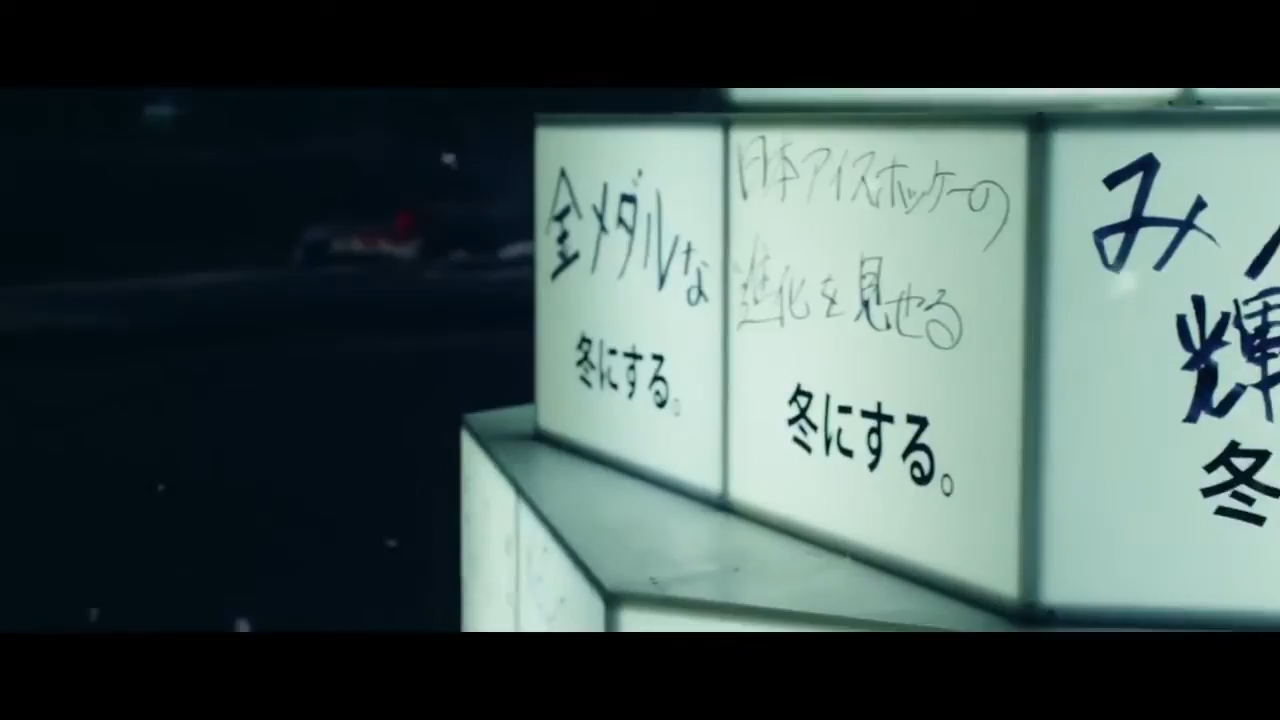 金メダルな
冬にする。
日本アイスホッケーの
進化を見せる
冬にする。
み
輝
冬